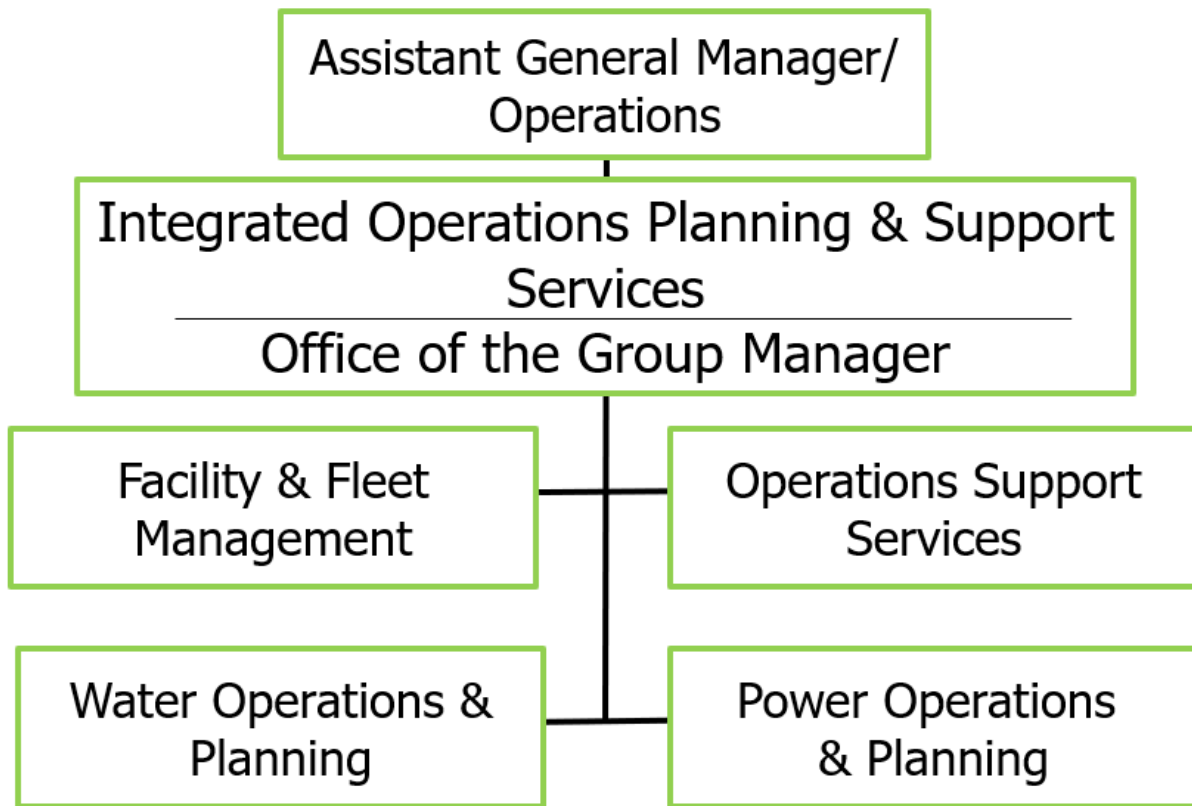 Assistant General Manager/
Operations
Integrated Operations Planning & Support
Services
Office of the Group Manager
Facility & Fleet
Management
Operations Support
Services
Water Operations &
Planning
Power Operations
& Planning